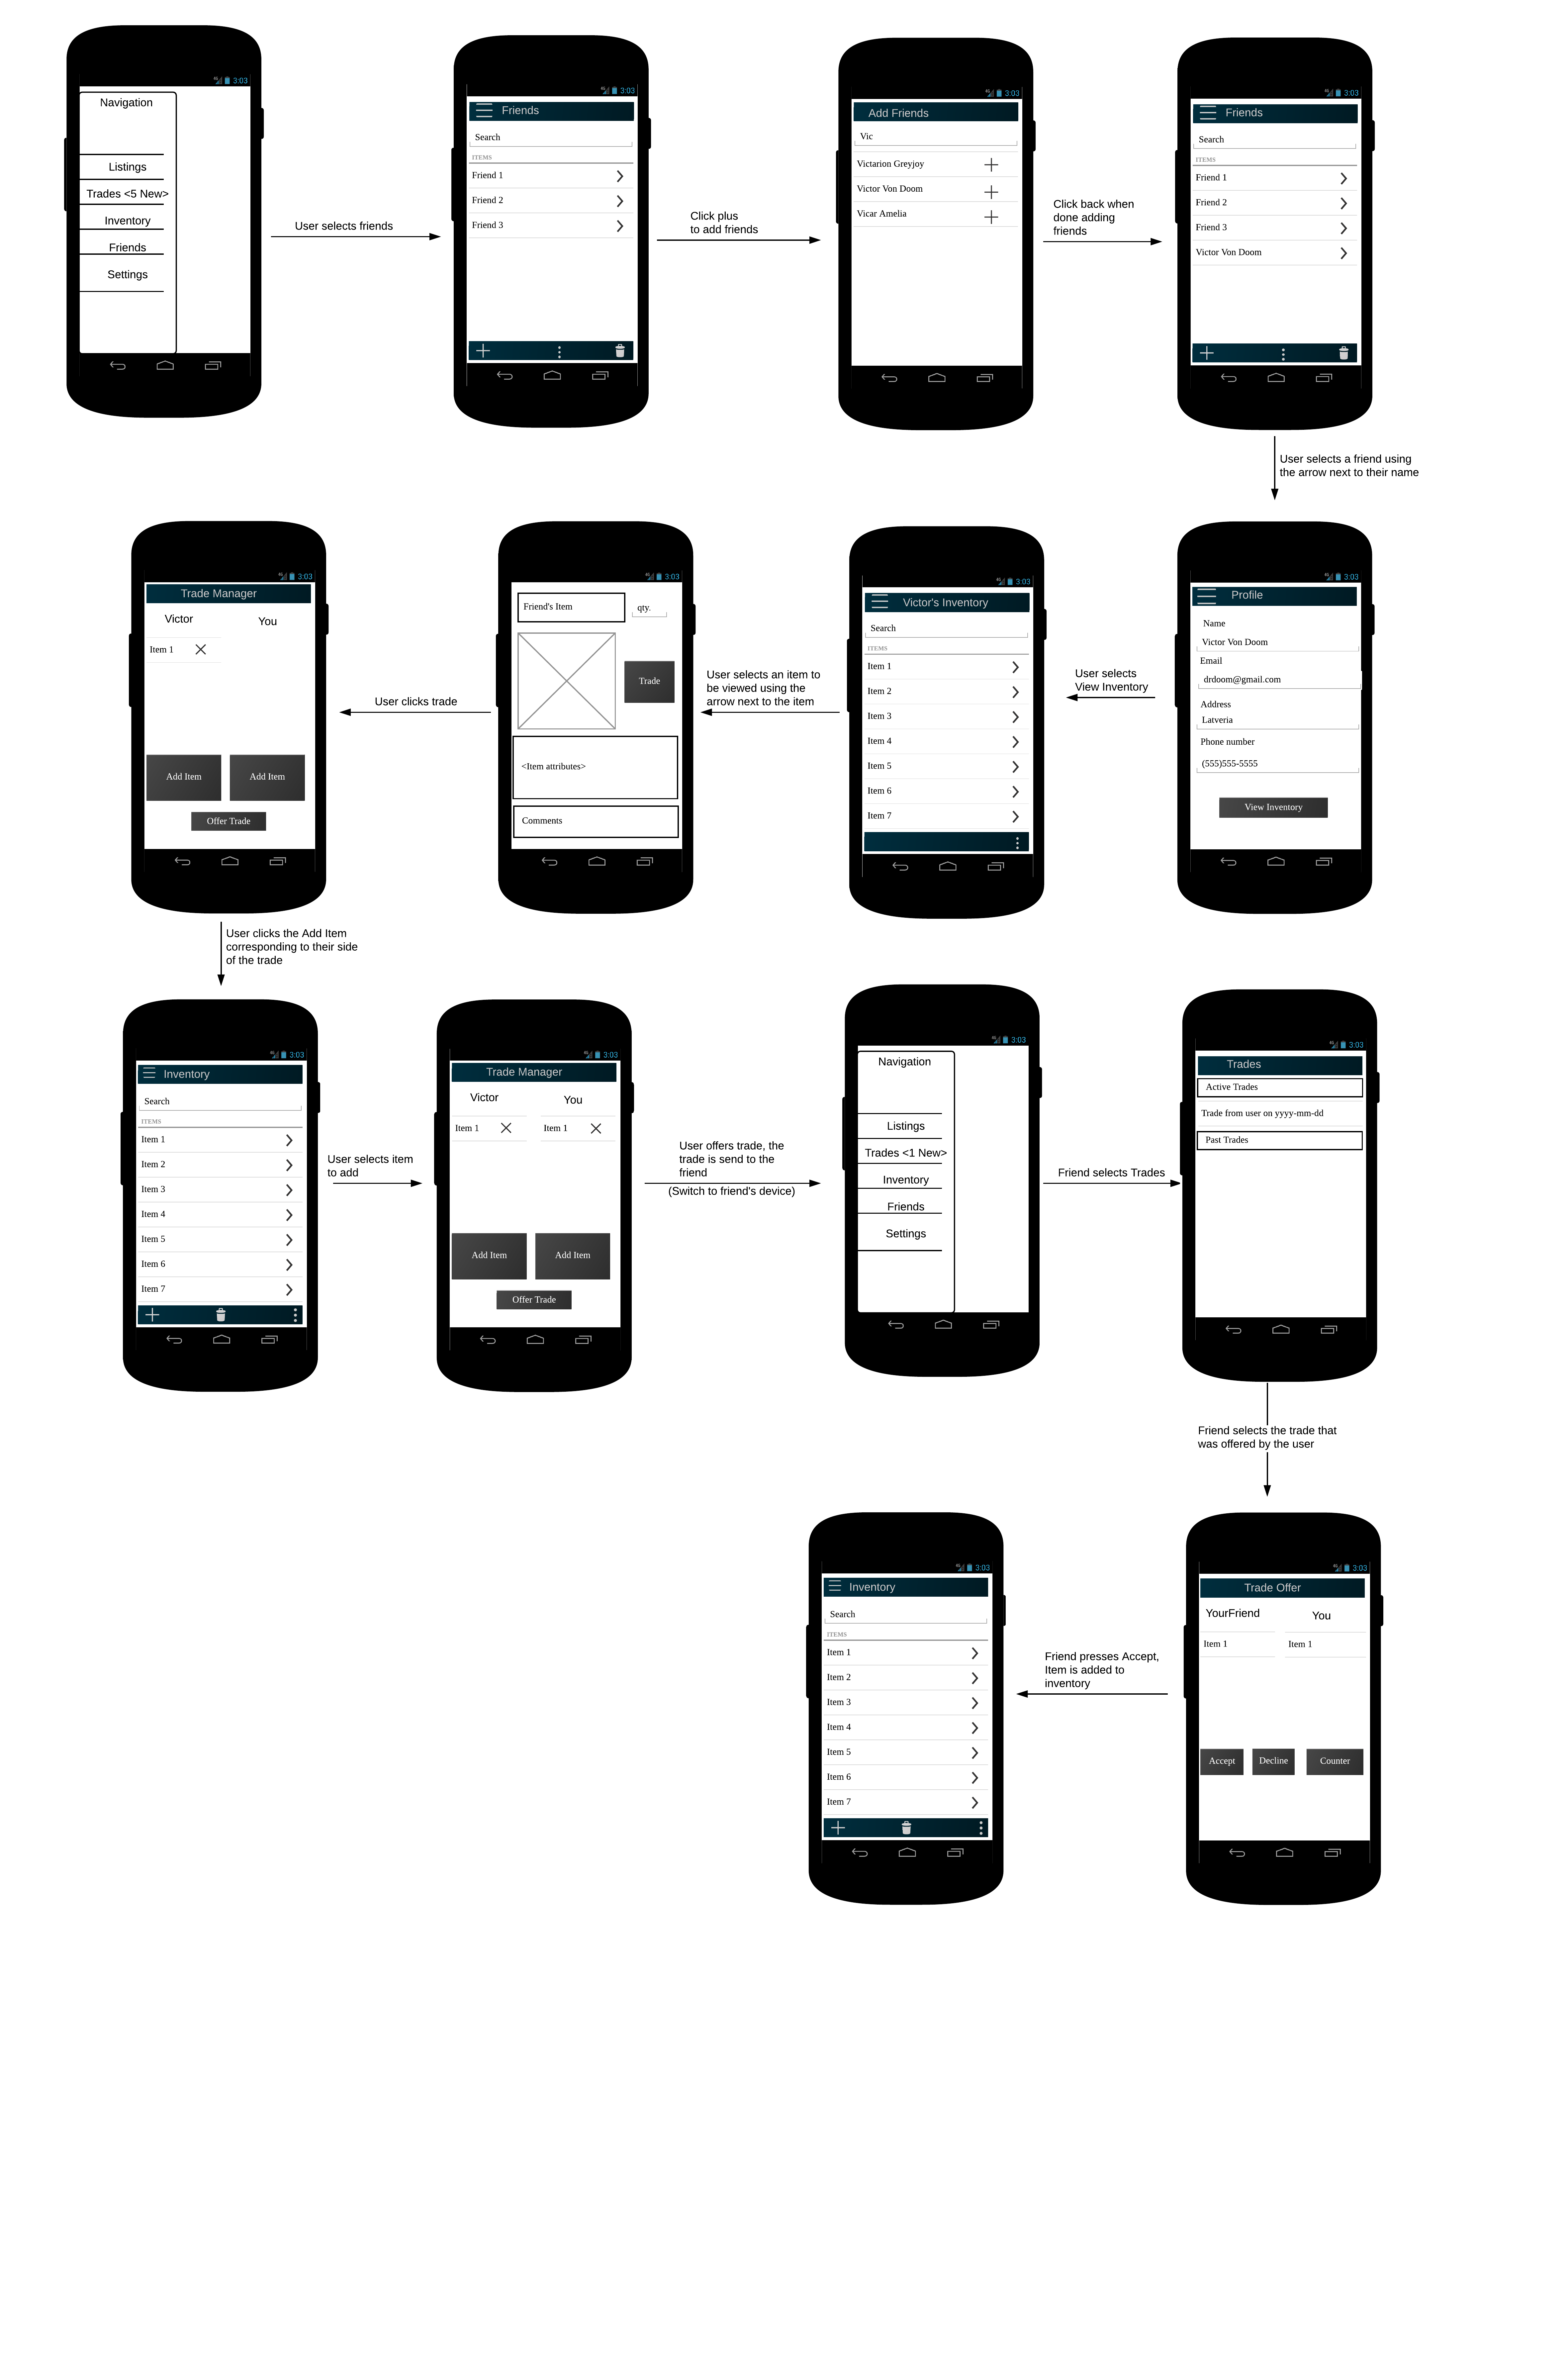 3:03
Navigation
Listings
Trades <5 New>
Inventory
Friends
Settings
User selects friends
3:03
Friends
Search
ITEMS
Friend 1
Friend 2
Friend 3
Click plus
to add friends
3:03
Add Friends
Vic
Victarion Greyjoy
Victor Von Doom
Vicar Amelia
Click back when
done adding
friends
3:03
Friends
Search
ITEMS
Friend 1
Friend 2
Friend 3
Victor Von Doom
User selects a friend using
the arrow next to their name
3:03
Profile
Name
Victor Von Doom
Email
drdoom@gmail.com
Address
Latveria
Phone number
(555)555-5555
View Inventory
User selects
View Inventory
3:03
Victor's Inventory
Search
ITEMS
Item 1
Item 2
Item 3
Item 4
Item 5
Item 6
Item 7
User selects an item to
be viewed using the
arrow next to the item
3:03
Friend's Item
qty.
Trade
<Item attributes>
Comments
User clicks trade
3:03
Trade Manager
Victor
You
Item 1
Add Item
Add Item
Offer Trade
User clicks the Add Item
corresponding to their side
of the trade
3:03
Inventory
Search
ITEMS
Item 1
Item 2
Item 3
Item 4
Item 5
Item 6
Item 7
User selects item
to add
3:03
Trade Manager
Victor
You
Item 1
Item 1
Add Item
Add Item
Offer Trade
User offers trade, the
trade is send to the
friend
(Switch to friend's device)
3:03
Navigation
Listings
Trades <1 New>
Inventory
Friends
Settings
Friend selects Trades
3:03
Trades
Active Trades
Trade from user on yyyy-mm-dd
Past Trades
Friend selects the trade that
was offered by the user
3:03
Trade Offer
YourFriend
You
Item 1
Item 1
Accept
Decline
Counter
Friend presses Accept,
Item is added to
inventory
3:03
Inventory
Search
ITEMS
Item 1
Item 2
Item 3
Item 4
Item 5
Item 6
Item 7